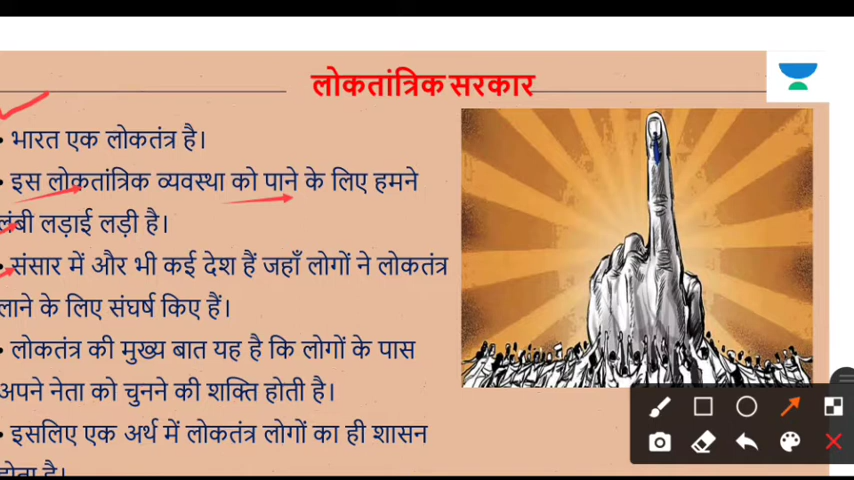 लोकतांत्रिक सरकार
• भारत एक लोकतंत्र है।
• इस लोकतांत्रिक व्यवस्था को पाने के लिए हमने
लंबी लड़ाई लड़ी है।
• संसार में और भी कई देश हैं जहाँ लोगों ने लोकतंत्र
लाने के लिए संघर्ष किए हैं।
• लोकतंत्र की मुख्य बात यह है कि लोगों के पास
अपने नेता को चुनने की शक्ति होती है।
• इसलिए एक अर्थ में लोकतंत्र लोगों का ही शासन
होता है।